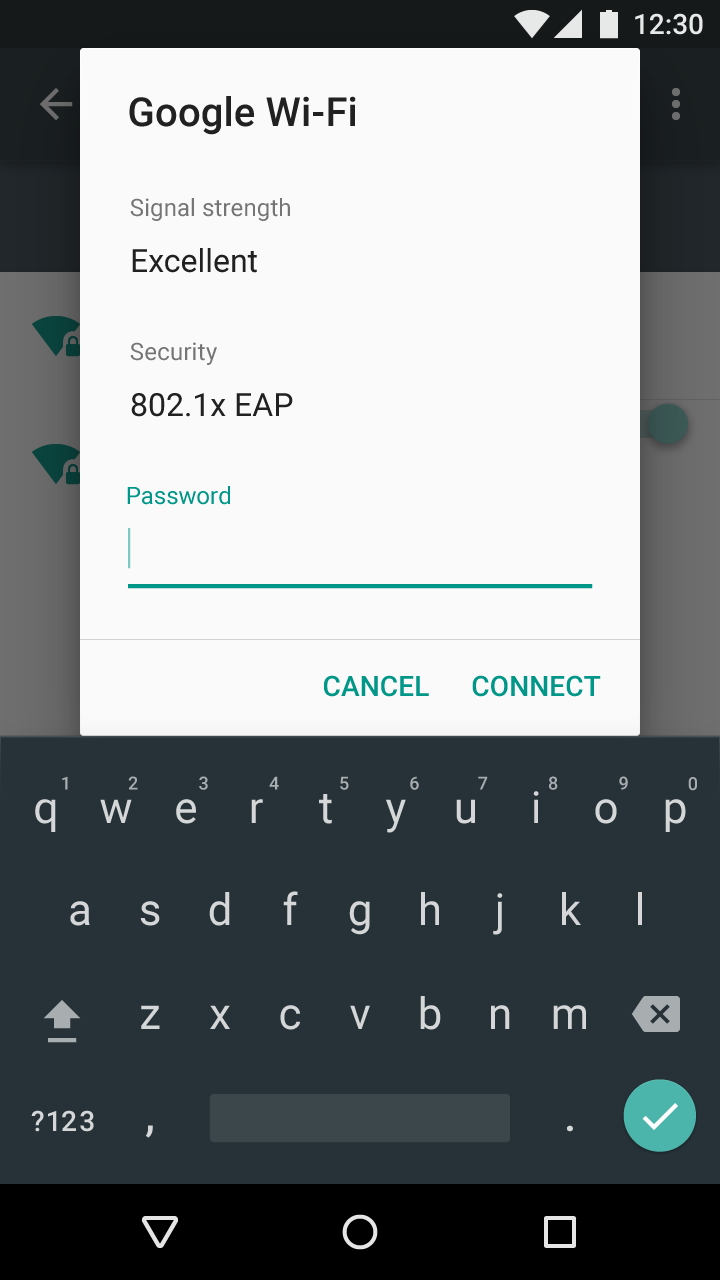 12:30
Google Wi-Fi
Signal strength
Excellent
Security
802.1x EAP
Password
CANCEL CONNECT
1 2 3 4 5 6 7 8 9 0
q w e r t y u i o p
a s d f g h j k l
z x c v b n m
?123 , .